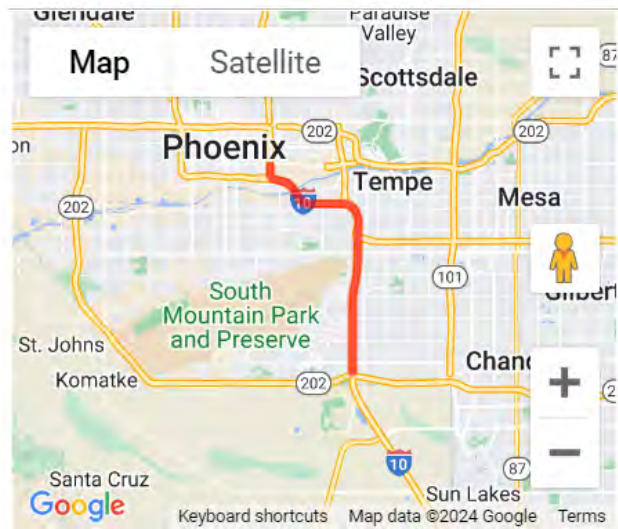 Glendale
Paradise
Valley
Map
Satellite
Scottsdale
87
on
202
202
Phoenix
Tempe
10
Mesa
202
101
South
Mountain Park
and Preserve
Gilbert
St. Johns
Komatke
202
Chand
2
10
87
Santa Cruz
Sun Lakes
Google
Keyboard shortcuts
Map data ©2024 Google
Terms